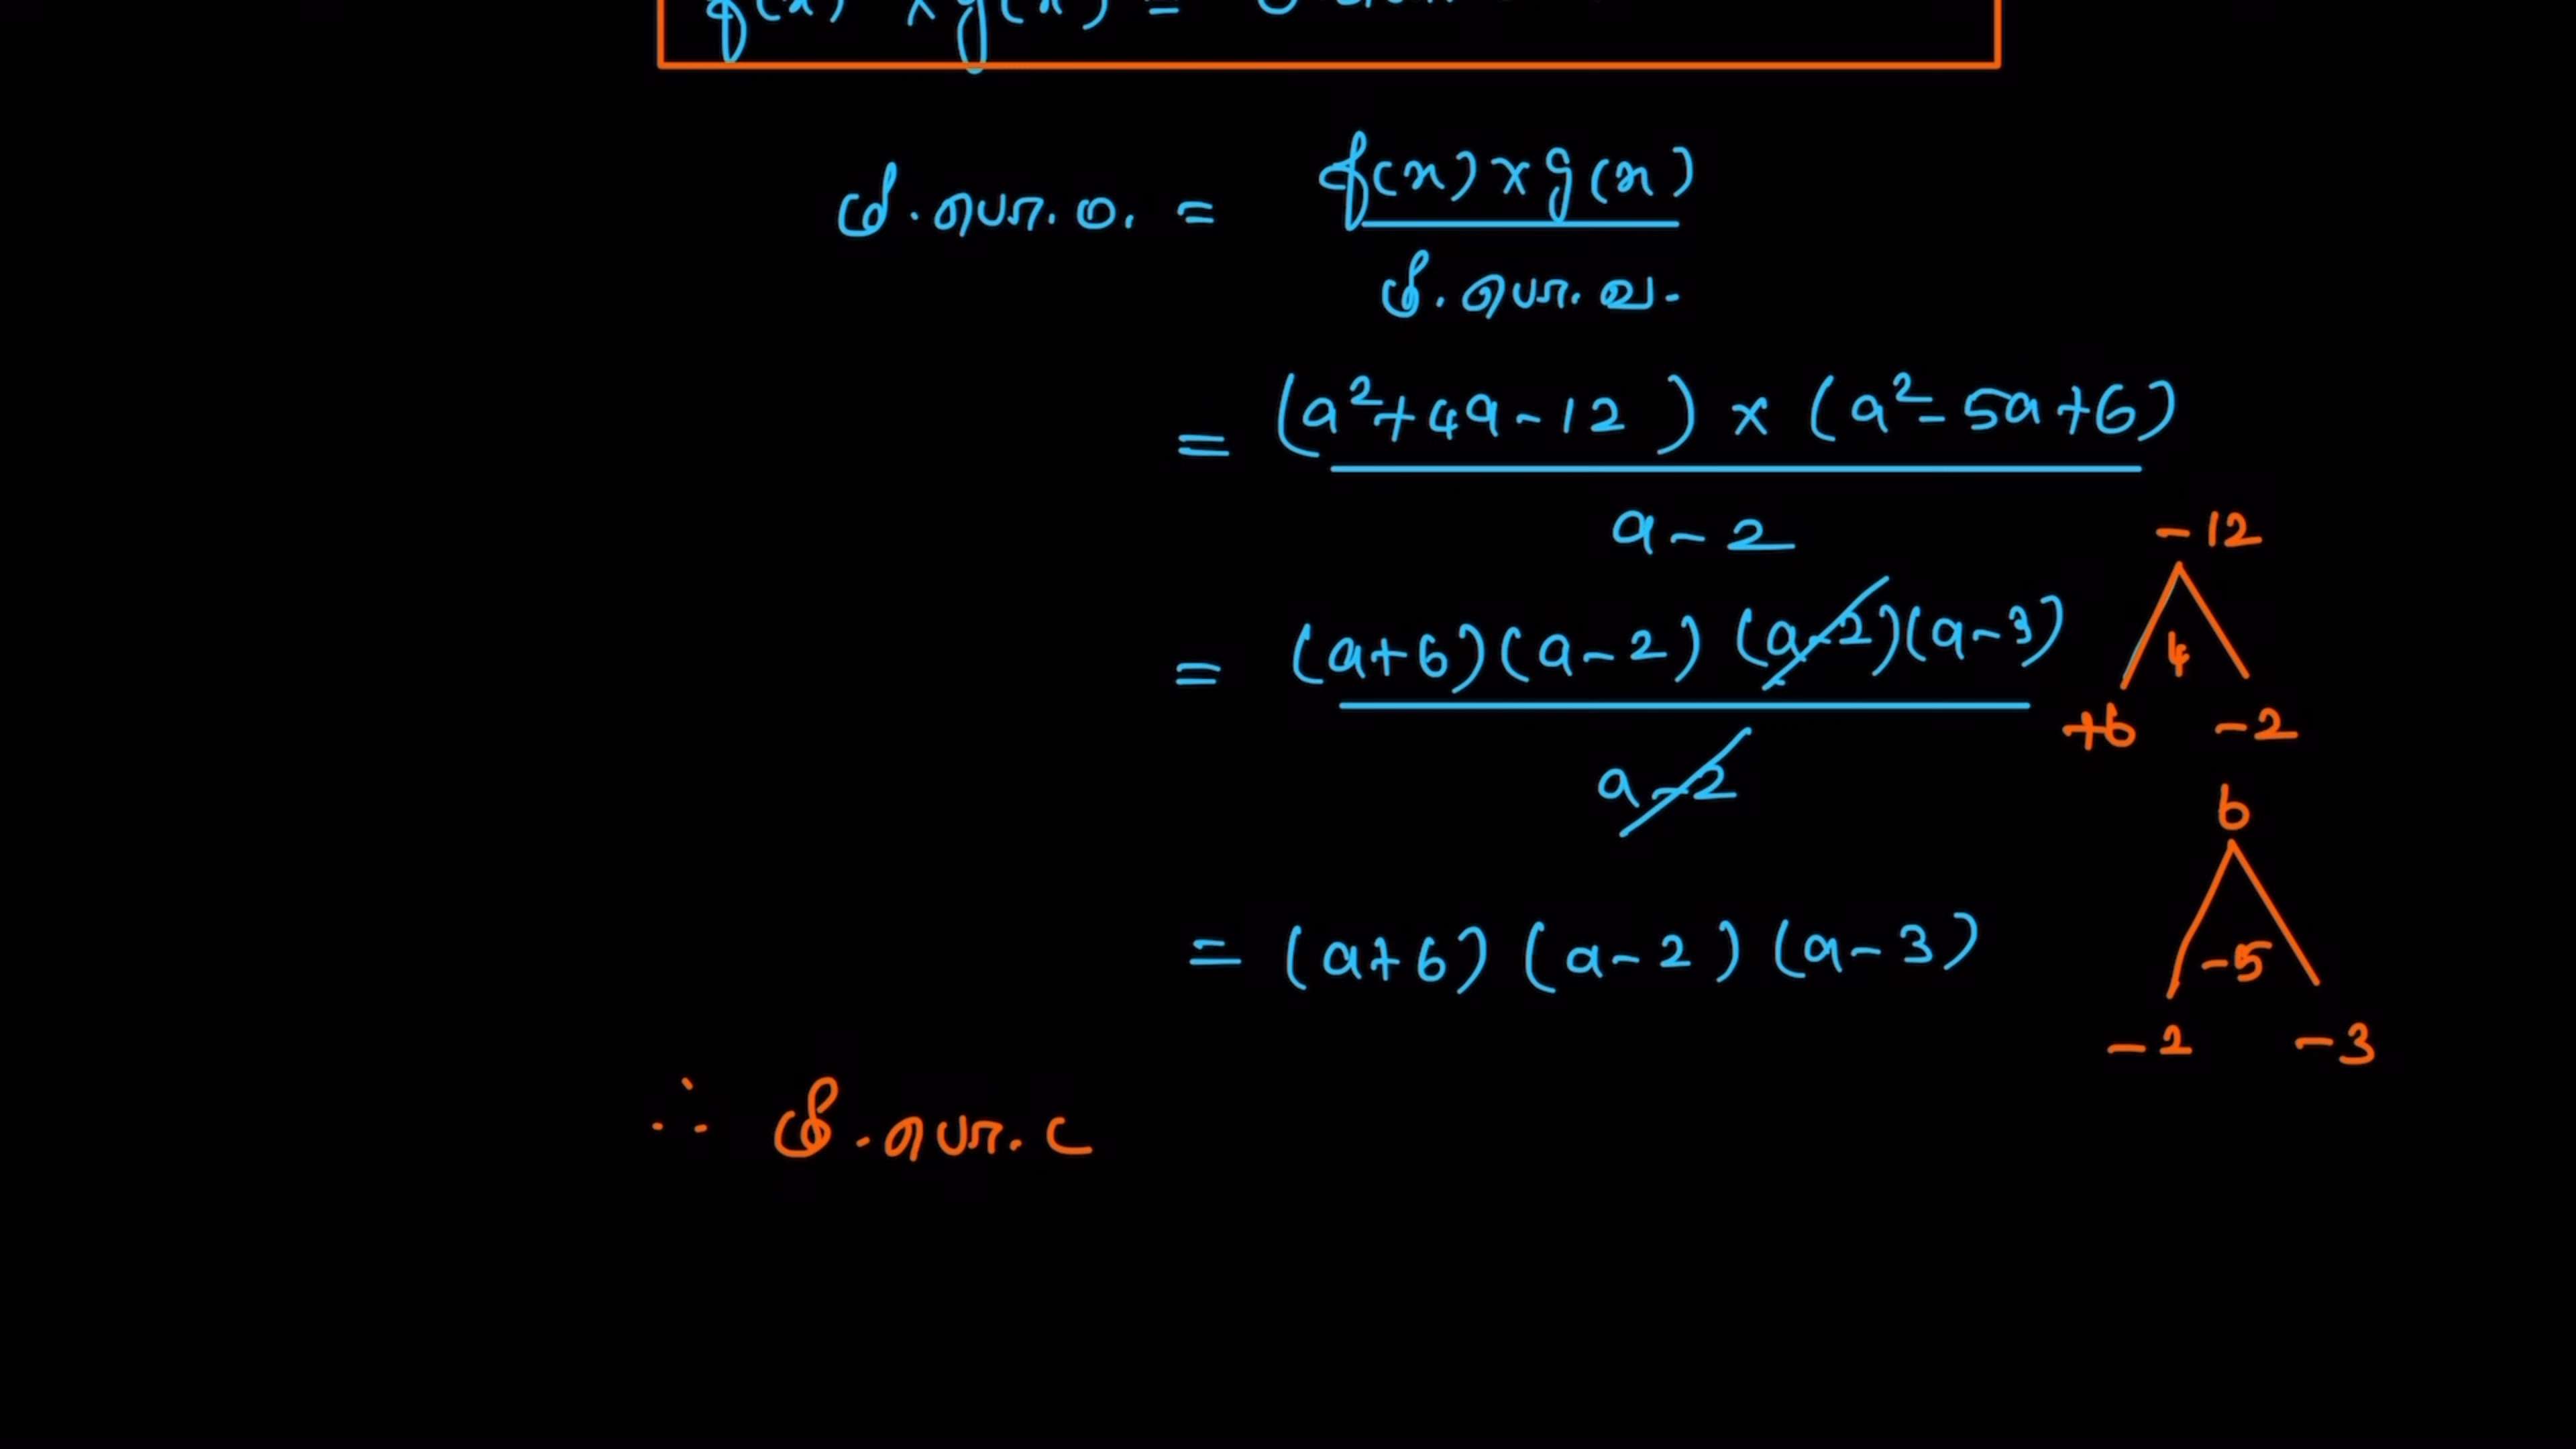 f(x) x g(x) =
மீ.பொ.ம. = f(x) x g(x)
மீ.பொ.வ.
= (a²+4a-12) x (a²-5a+6)
a-2
-12
= (a+6)(a-2)(a-2)(a-3)
4
+6 -2
a-2
6
= (a+6)(a-2)(a-3)
-5
-2 -3
∴ மீ.பொ.